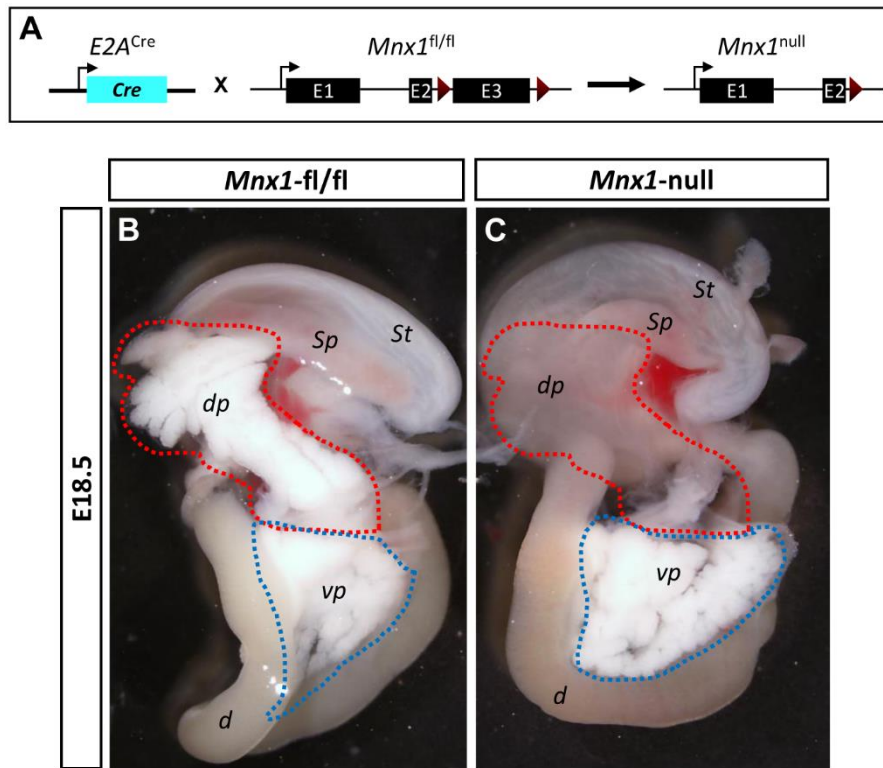 A
E2A^Cre
Mnx1^fl/fl
Mnx1^null
Cre
X
E1
E2
E3
E1
E2
Mnx1-fl/fl
Mnx1-null
E18.5
B
St
Sp
dp
vp
d
C
St
Sp
dp
vp
d